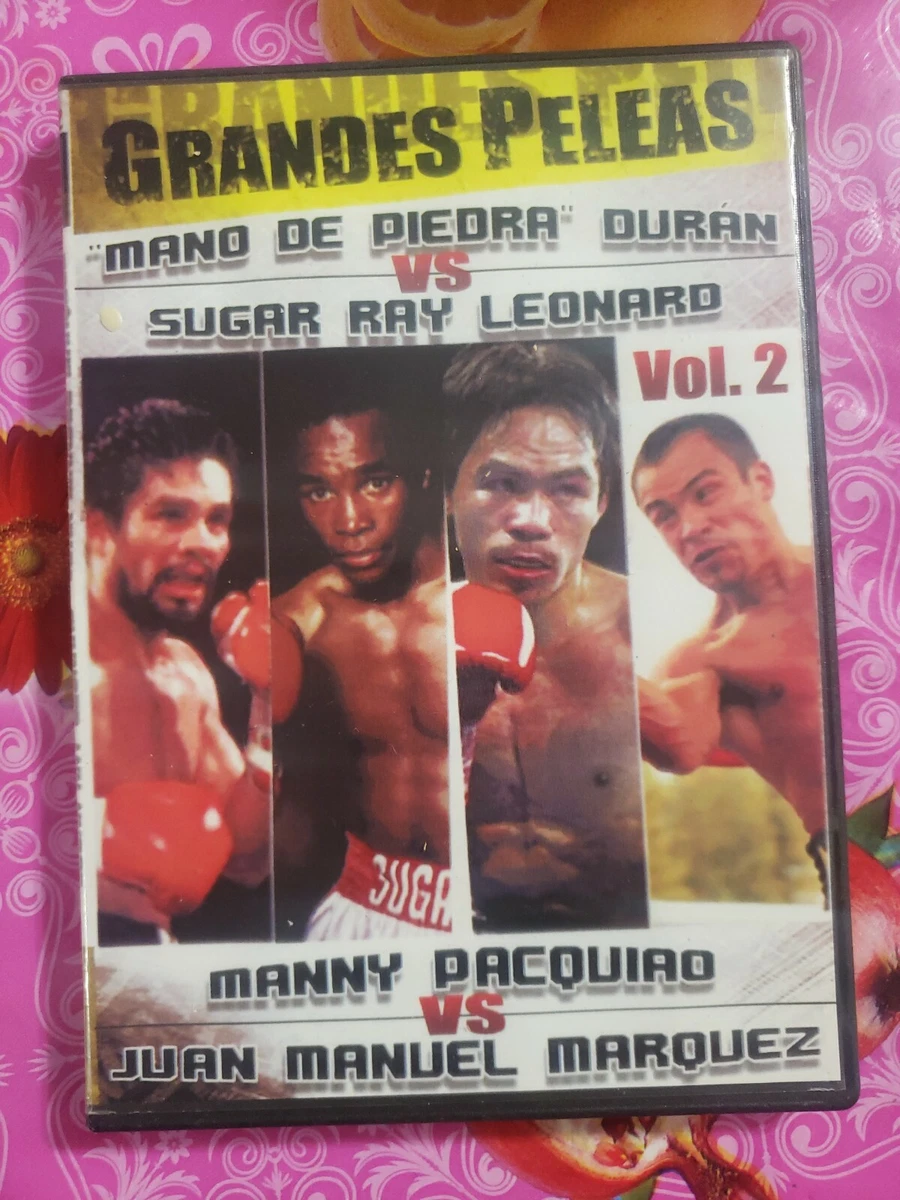 GRANDES PELEAS
"MANO DE PIEDRA" DURÁN
VS
SUGAR RAY LEONARD
Vol. 2
SUGA
MANNY PACQUIAO
VS
JUAN MANUEL MARQUEZ